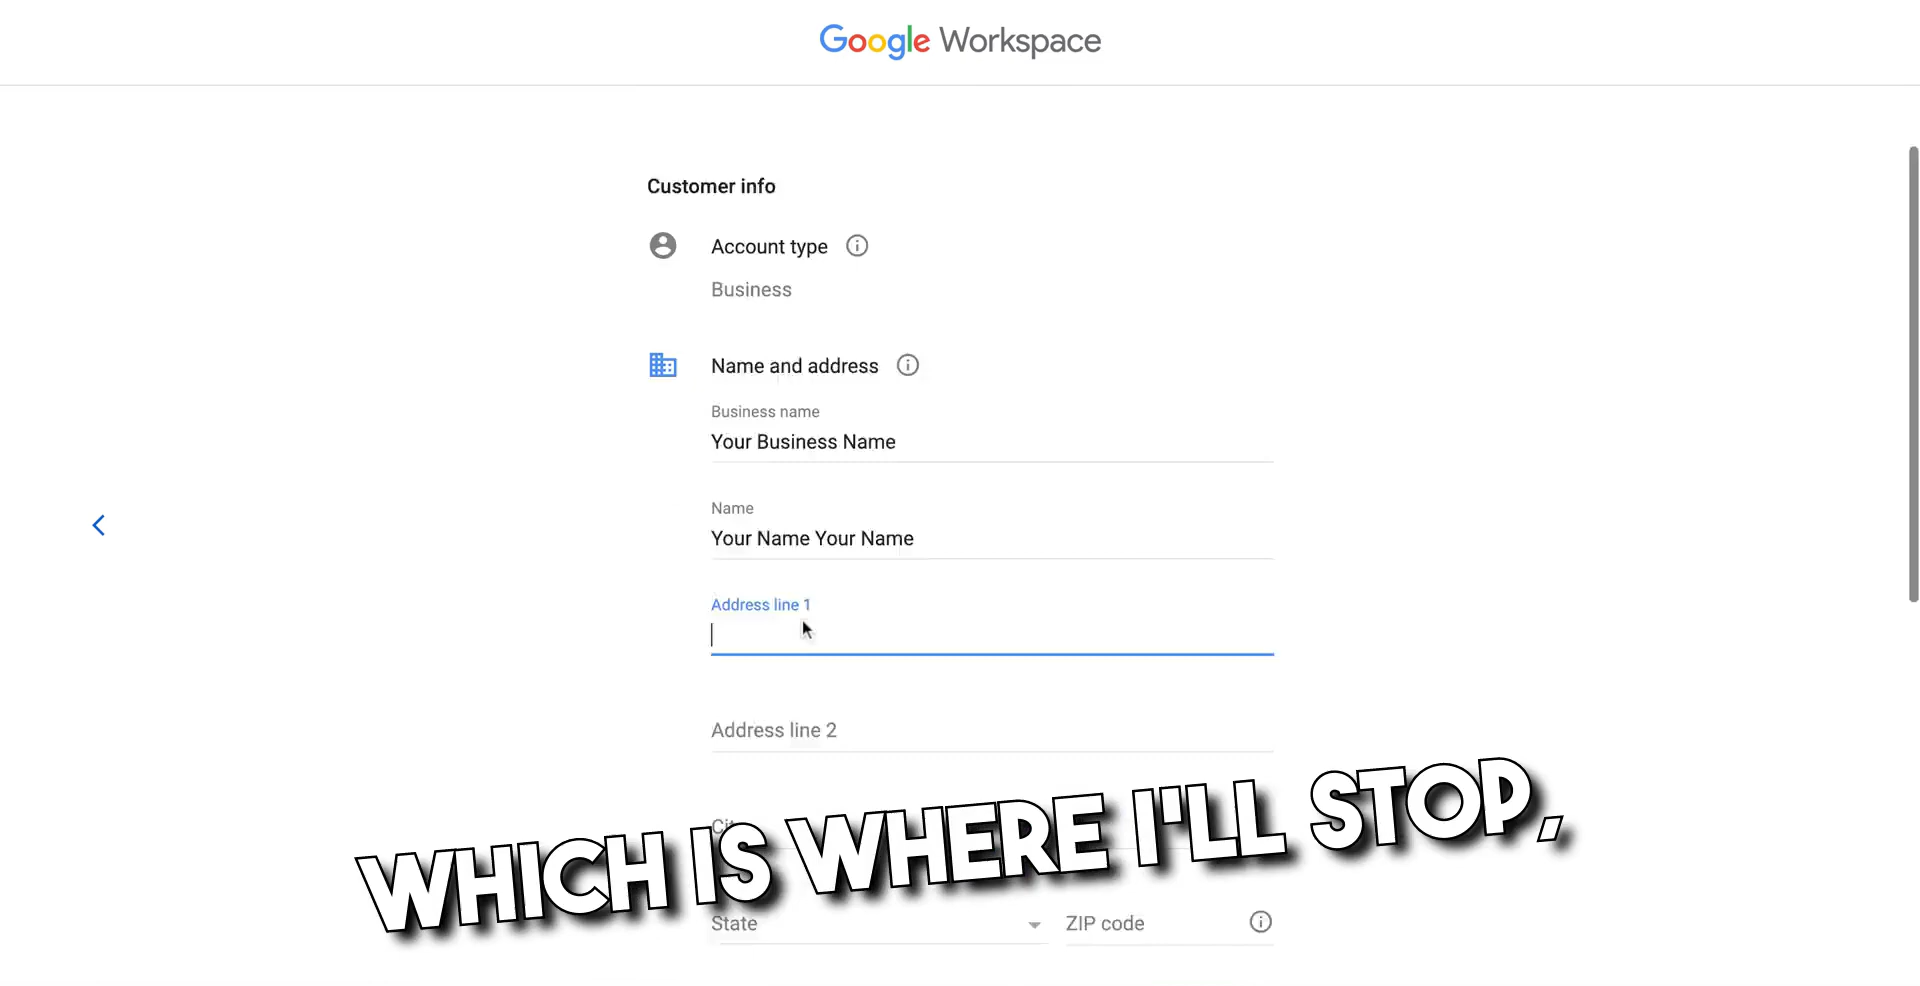 Google Workspace
Customer info
Account type
Business
Name and address
Business name
Your Business Name
Name
Your Name Your Name
Address line 1
Address line 2
WHICH IS WHERE I'LL STOP,
State
ZIP code